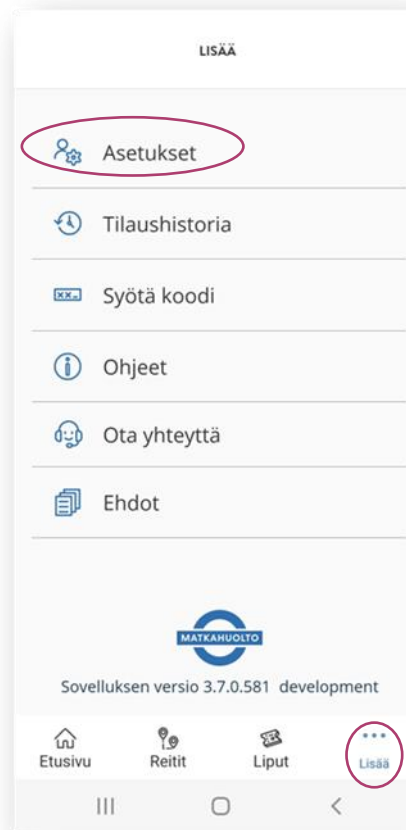 LISÄÄ
Asetukset
Tilaushistoria
XX_
Syötä koodi
Ohjeet
Ota yhteyttä
Ehdot
MATKAHUOLTO
Sovelluksen versio 3.7.0.581 development
Etusivu Reitit Liput Lisää